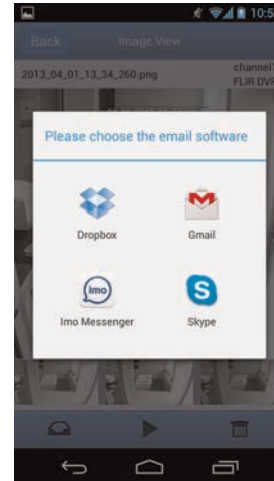 10:5
Back
Image View
2013_04_01_13_34_260.png
channel
FLIR DV
Please choose the email software
Dropbox
Gmail
imo
Imo Messenger
Skype